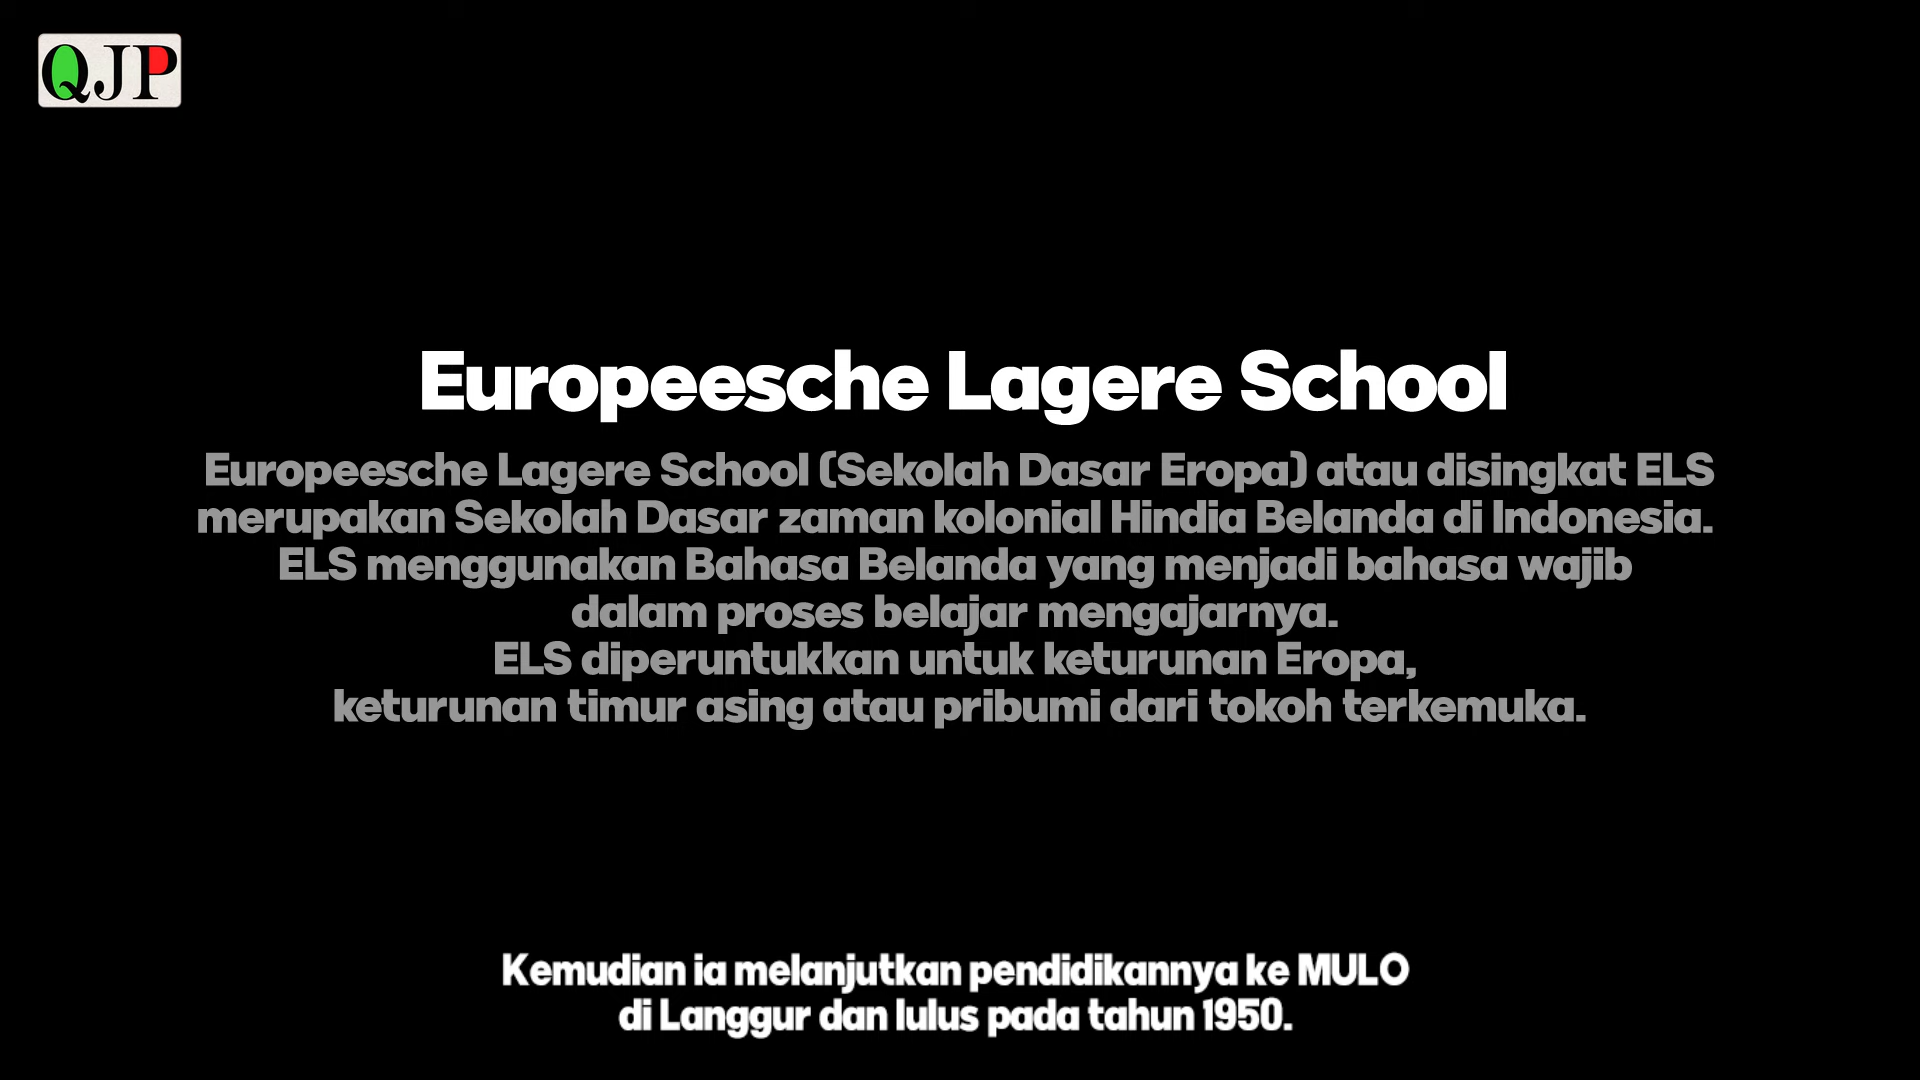 QJP
Europeesche Lagere School
Europeesche Lagere School (Sekolah Dasar Eropa) atau disingkat ELS
merupakan Sekolah Dasar zaman kolonial Hindia Belanda di Indonesia.
ELS menggunakan Bahasa Belanda yang menjadi bahasa wajib
dalam proses belajar mengajarnya.
ELS diperuntukkan untuk keturunan Eropa,
keturunan timur asing atau pribumi dari tokoh terkemuka.
Kemudian ia melanjutkan pendidikannya ke MULO
di Langgur dan lulus pada tahun 1950.